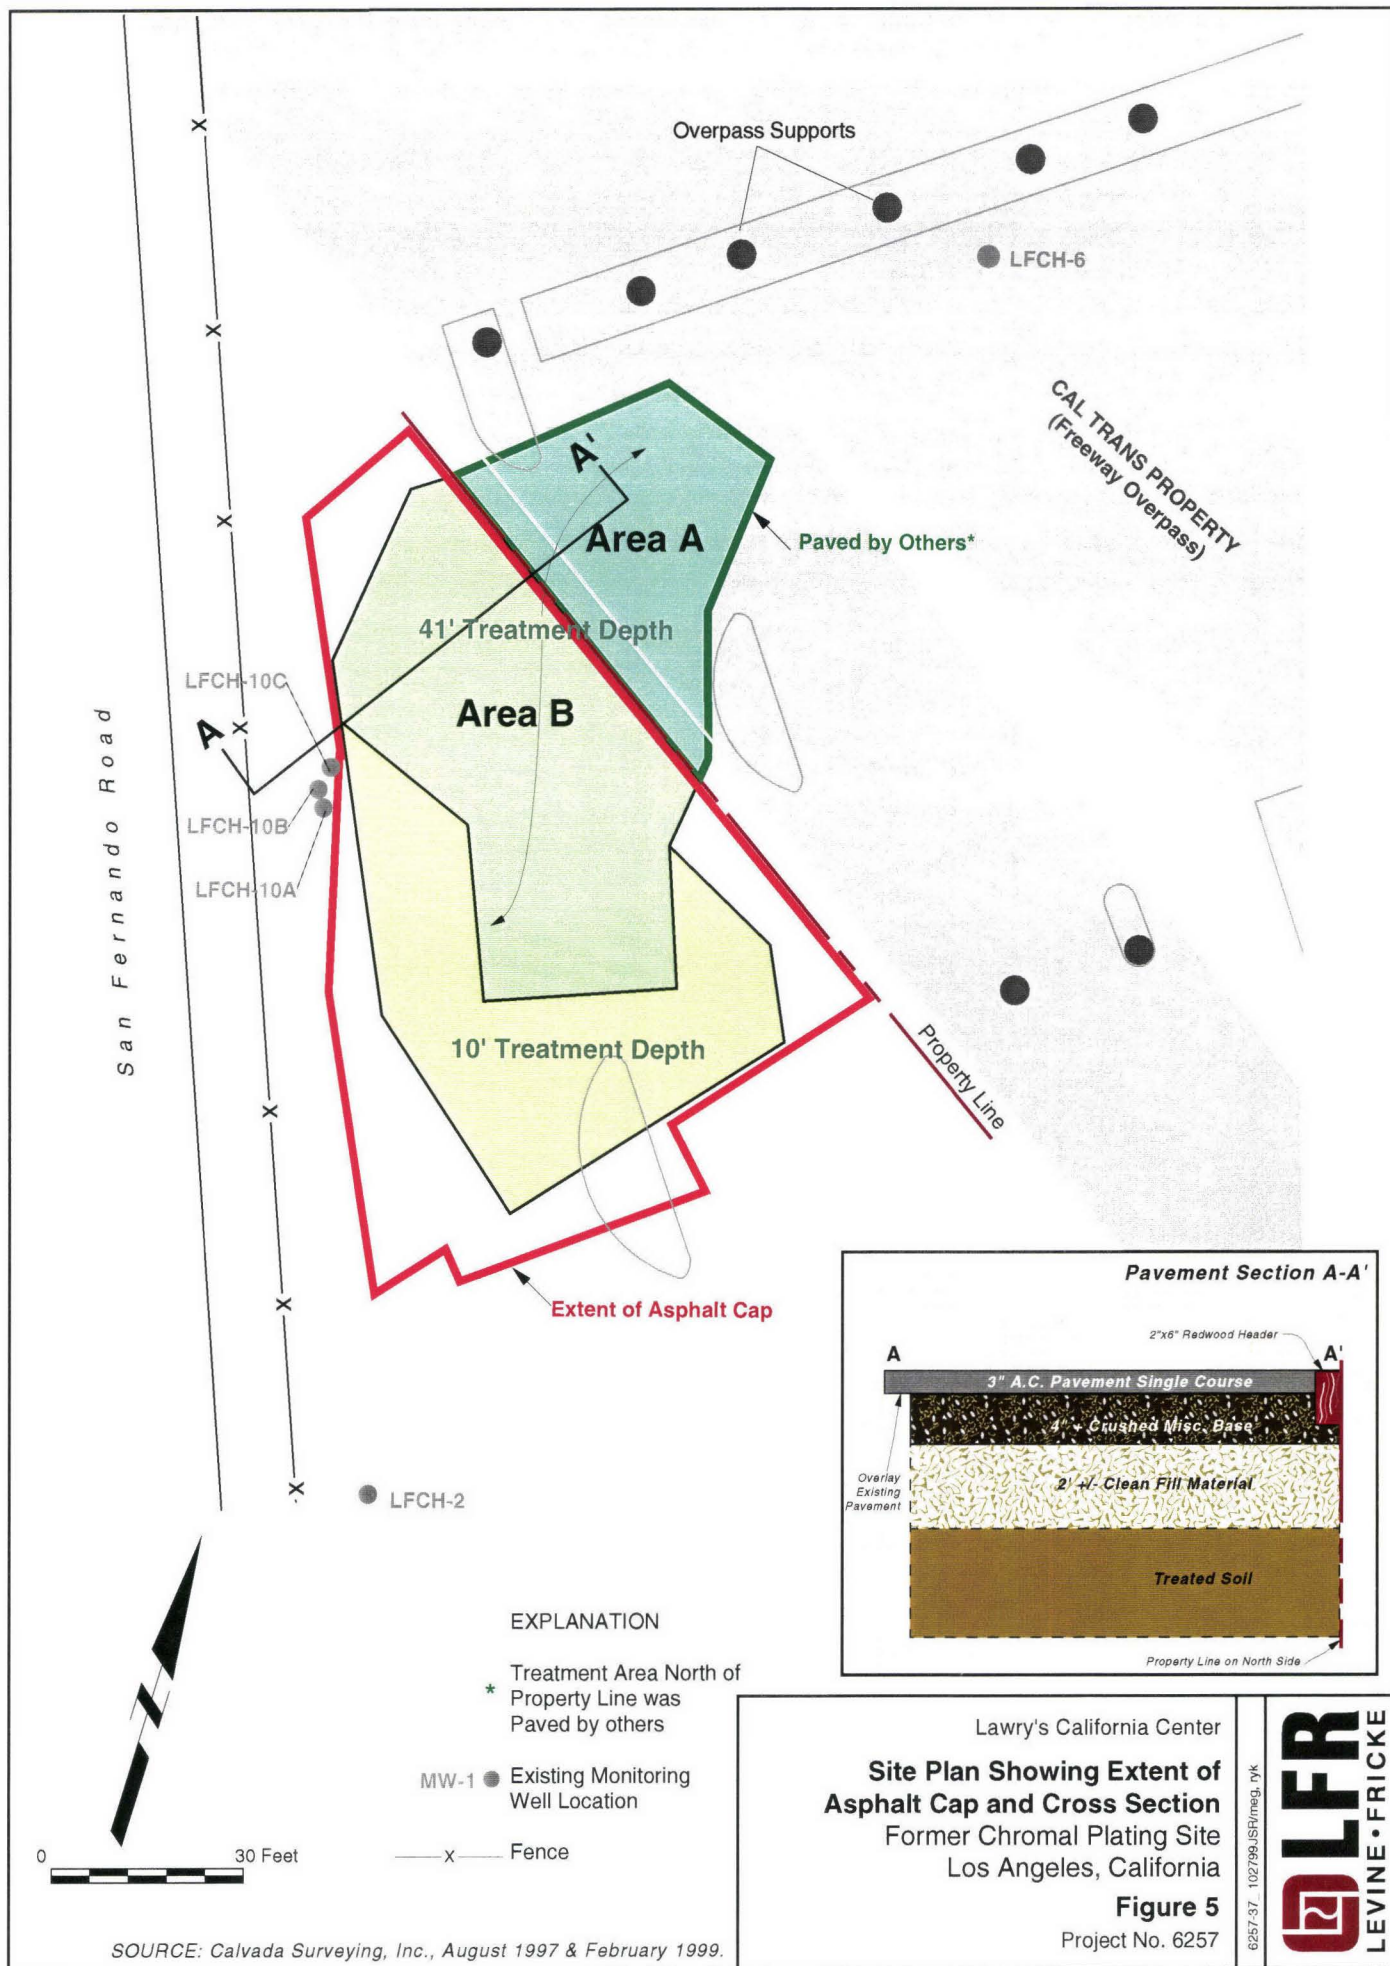 Overpass Supports
LFCH-6
CAL TRANS PROPERTY
(Freeway Overpass)
A'
Area A
Paved by Others*
41' Treatment Depth
LFCH-10C
Area B
A
San Fernando Road
LFCH-10B
LFCH-10A
10' Treatment Depth
Property Line
Extent of Asphalt Cap
X
X
X
X
X
X
X
LFCH-2
Pavement Section A-A'
2"x6" Redwood Header
A
A'
3" A.C. Pavement Single Course
4" + Crushed Misc. Base
Overlay
Existing
Pavement
2' +/- Clean Fill Material
Treated Soil
Property Line on North Side
EXPLANATION
* Treatment Area North of
Property Line was
Paved by others
MW-1 Existing Monitoring
Well Location
X Fence
0 30 Feet
SOURCE: Calvada Surveying, Inc., August 1997 & February 1999.
Lawry's California Center
Site Plan Showing Extent of
Asphalt Cap and Cross Section
Former Chromal Plating Site
Los Angeles, California
Figure 5
Project No. 6257
6257-37_ 102799JSR/meg, ryk
LFR
LEVINE•FRICKE